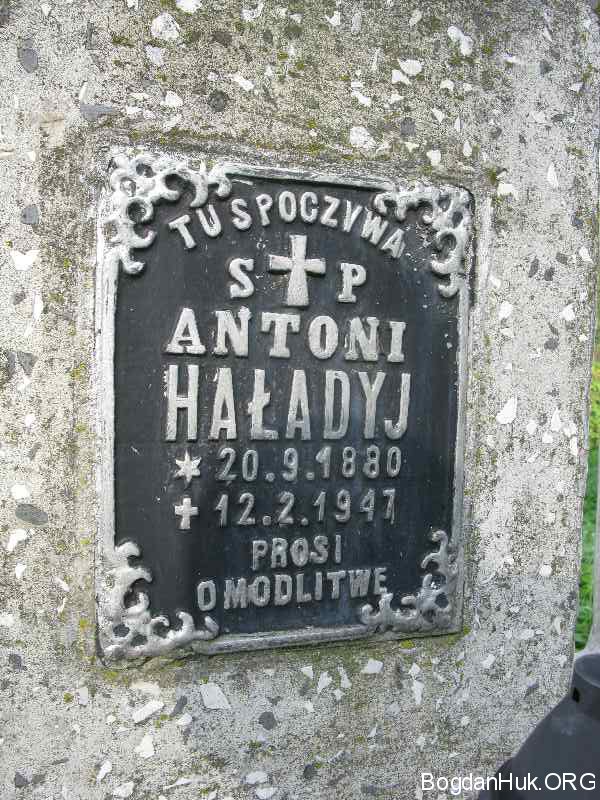 TU SPOCZYWA
S P
ANTONI
HAŁADYJ
20.9.1880
12.2.1947
PROSI
O MODLITWĘ
BogdanHuk.ORG